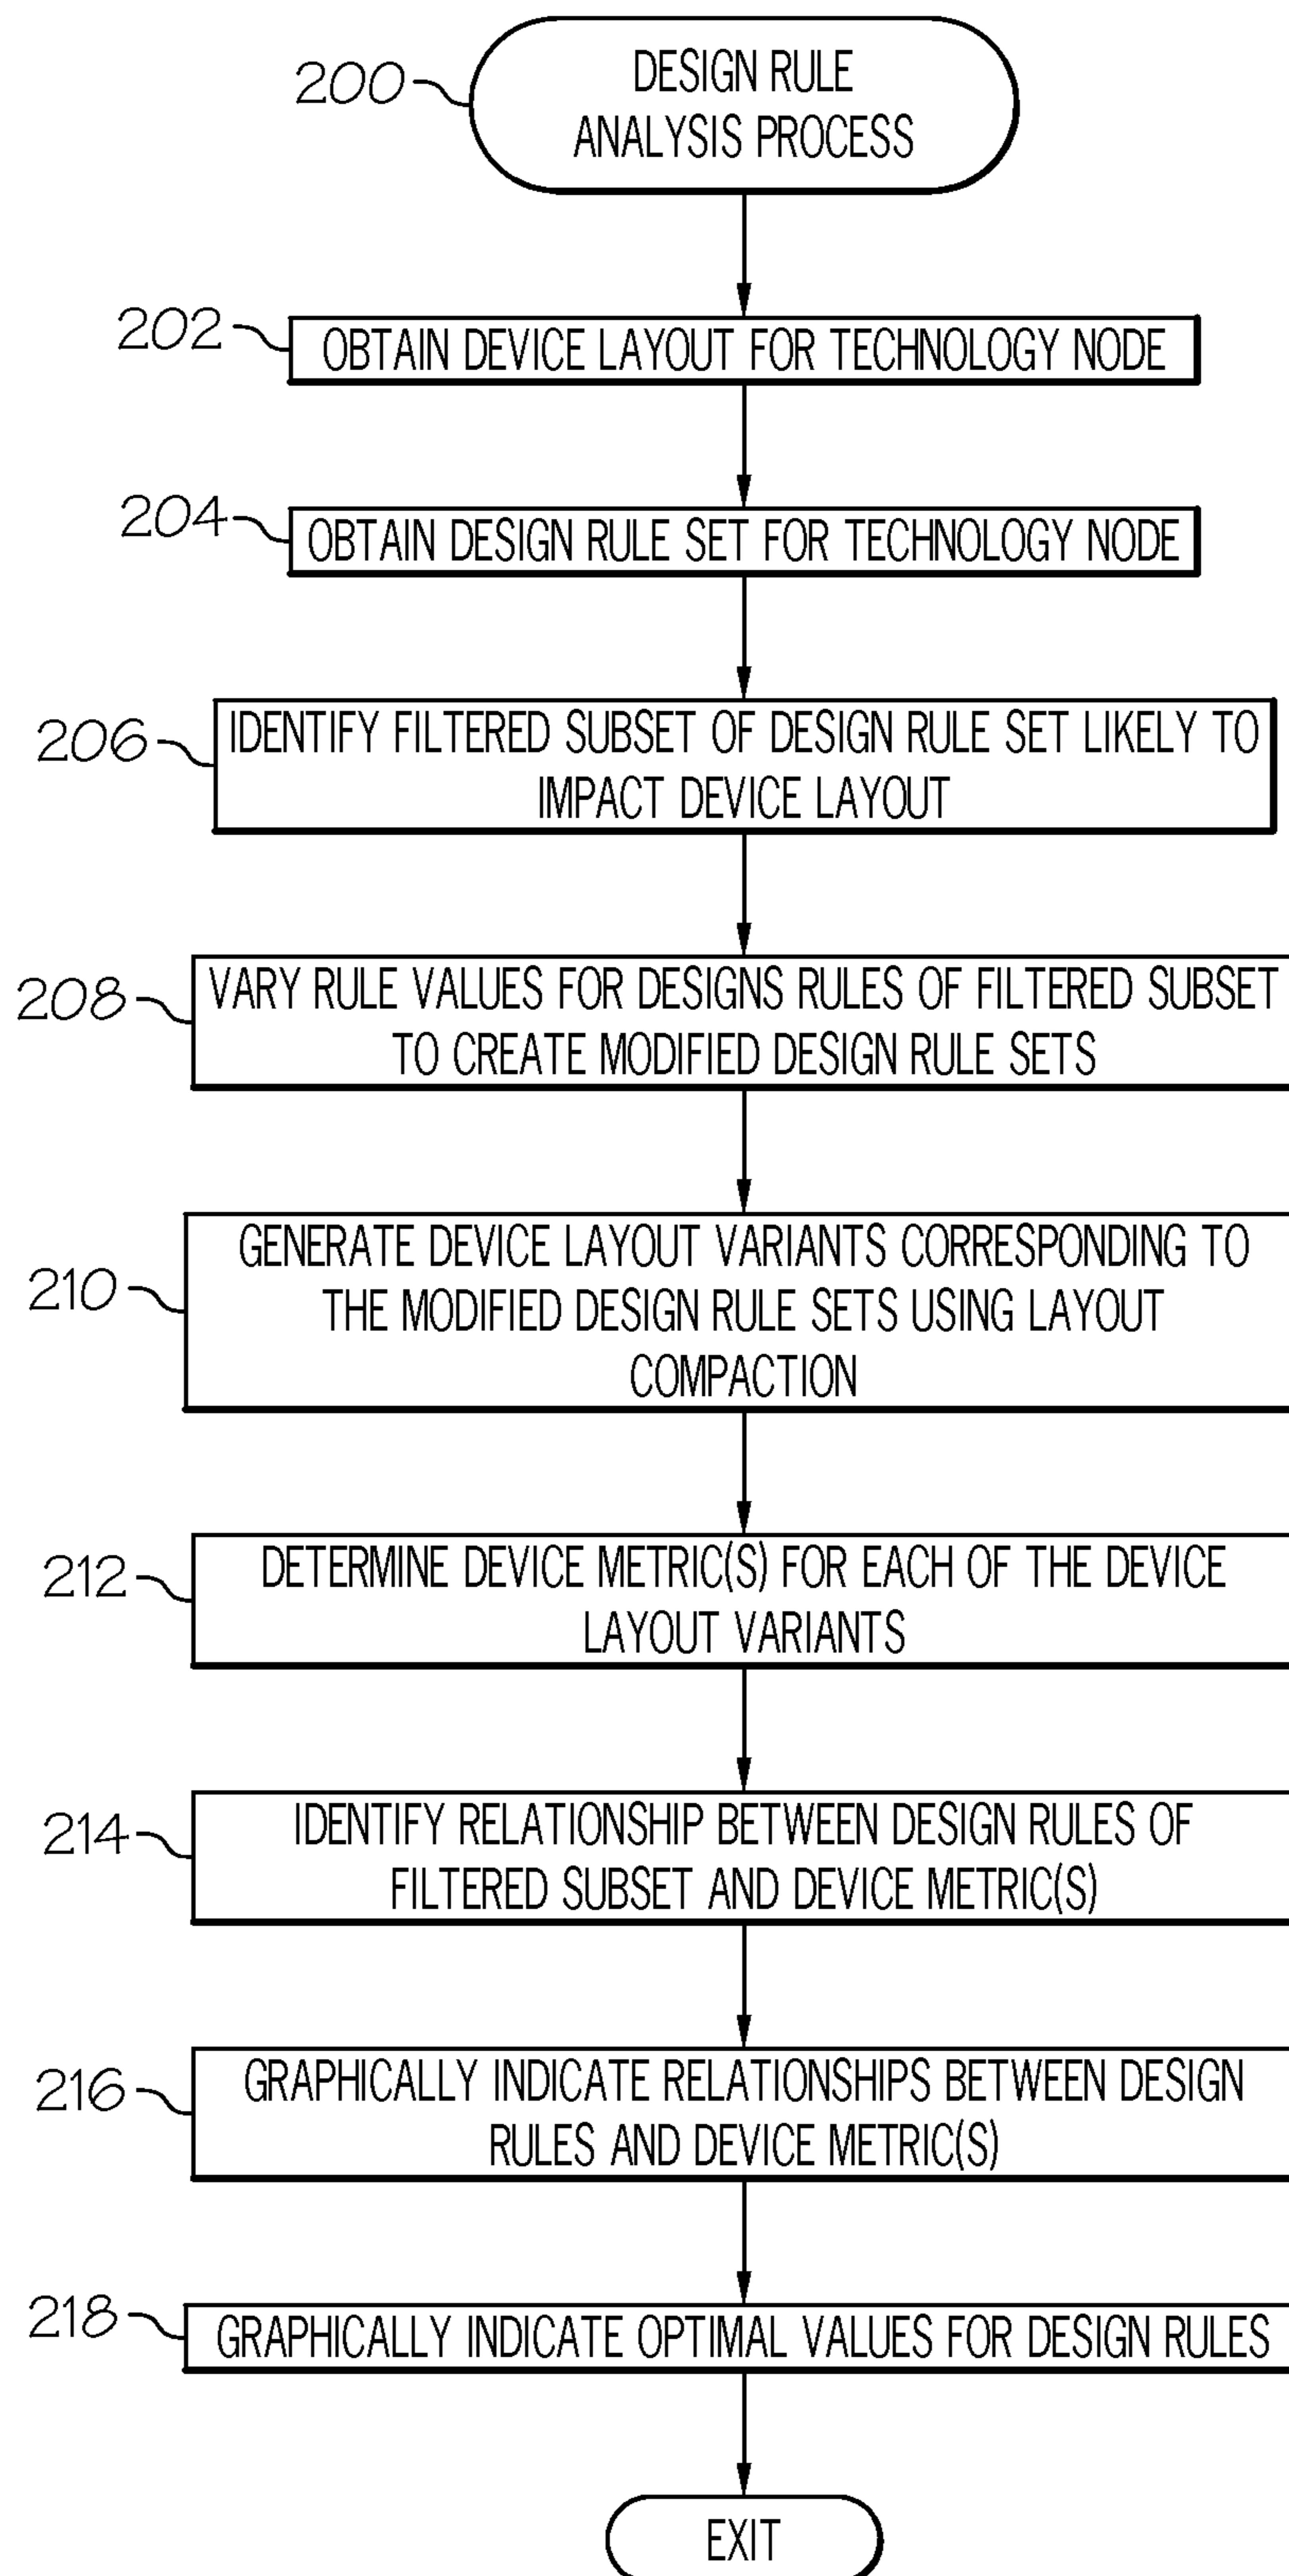 200
DESIGN RULE
ANALYSIS PROCESS
202
OBTAIN DEVICE LAYOUT FOR TECHNOLOGY NODE
204
OBTAIN DESIGN RULE SET FOR TECHNOLOGY NODE
206
IDENTIFY FILTERED SUBSET OF DESIGN RULE SET LIKELY TO
IMPACT DEVICE LAYOUT
208
VARY RULE VALUES FOR DESIGNS RULES OF FILTERED SUBSET
TO CREATE MODIFIED DESIGN RULE SETS
210
GENERATE DEVICE LAYOUT VARIANTS CORRESPONDING TO
THE MODIFIED DESIGN RULE SETS USING LAYOUT
COMPACTION
212
DETERMINE DEVICE METRIC(S) FOR EACH OF THE DEVICE
LAYOUT VARIANTS
214
IDENTIFY RELATIONSHIP BETWEEN DESIGN RULES OF
FILTERED SUBSET AND DEVICE METRIC(S)
216
GRAPHICALLY INDICATE RELATIONSHIPS BETWEEN DESIGN
RULES AND DEVICE METRIC(S)
218
GRAPHICALLY INDICATE OPTIMAL VALUES FOR DESIGN RULES
EXIT